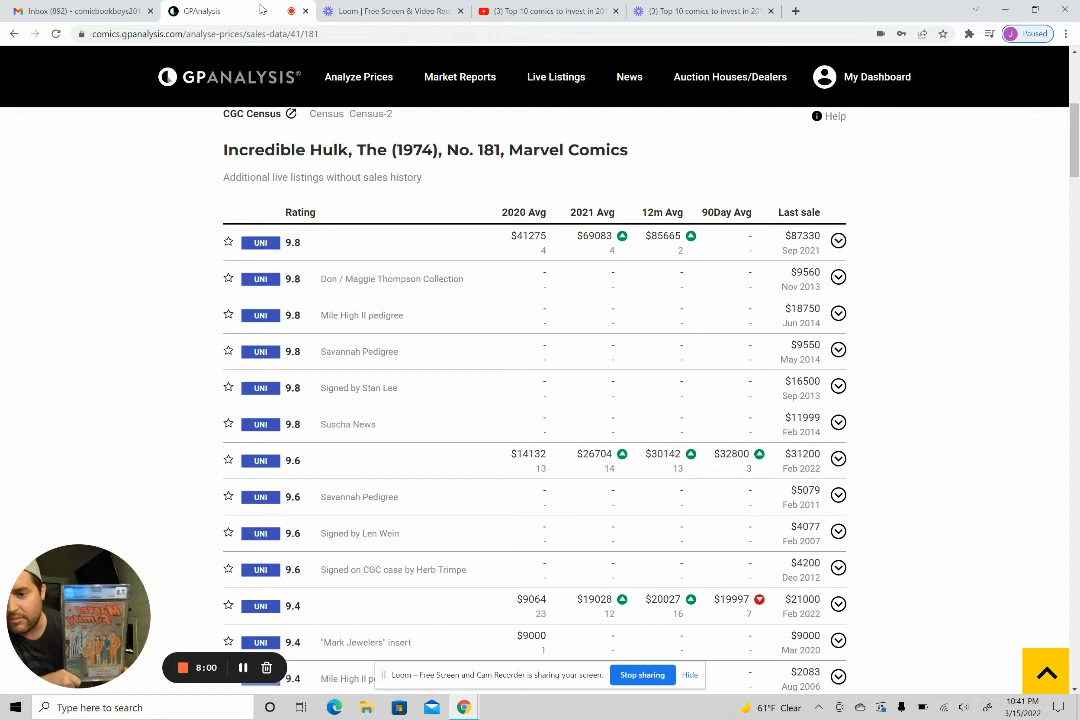 Inbox (892) - comicbookboys201
GPAnalysis
Loom | Free Screen & Video Rec
(3) Top 10 comics to invest in 201
(3) Top 10 comics to invest in 201
comics.gpanalysis.com/analyse-prices/sales-data/41/181
J Paused
GPANALYSIS®
Analyze Prices
Market Reports
Live Listings
News
Auction Houses/Dealers
My Dashboard
CGC Census Census Census-2
Help
Incredible Hulk, The (1974), No. 181, Marvel Comics
Additional live listings without sales history
Rating 2020 Avg 2021 Avg 12m Avg 90Day Avg Last sale
UNI 9.8 $41275 $69083 $85665 - $87330
4 4 2 - Sep 2021
UNI 9.8 Don / Maggie Thompson Collection - - - - $9560
- - - - Nov 2013
UNI 9.8 Mile High II pedigree - - - - $18750
- - - - Jun 2014
UNI 9.8 Savannah Pedigree - - - - $9550
- - - - May 2014
UNI 9.8 Signed by Stan Lee - - - - $16500
- - - - Sep 2013
UNI 9.8 Suscha News - - - - $11999
- - - - Feb 2014
UNI 9.6 $14132 $26704 $30142 $32800 $31200
13 14 13 3 Feb 2022
UNI 9.6 Savannah Pedigree - - - - $5079
- - - - Feb 2011
UNI 9.6 Signed by Len Wein - - - - $4077
- - - - Feb 2007
UNI 9.6 Signed on CGC case by Herb Trimpe - - - - $4200
- - - - Dec 2012
UNI 9.4 $9064 $19028 $20027 $19997 $21000
23 12 16 7 Feb 2022
UNI 9.4 "Mark Jewelers" insert $9000 - - - $9000
1 - - - Mar 2020
9.4 Mile High $2083
Aug 2006
8:00
Loom – Free Screen and Cam Recorder is sharing your screen.
Stop sharing
Hide
Type here to search
61°F Clear
10:41 PM
3/15/2022